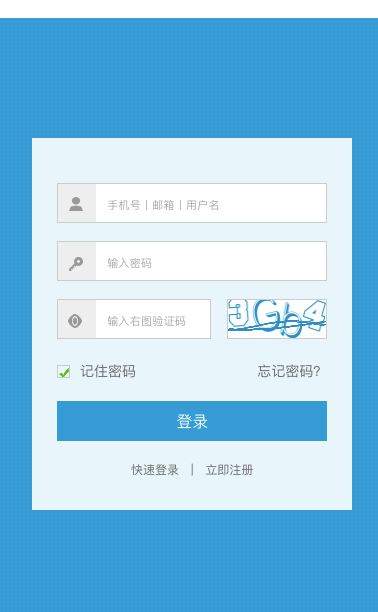 手机号 | 邮箱 | 用户名
输入密码
输入右图验证码
3Gb4
记住密码 忘记密码?
登录
快速登录 | 立即注册